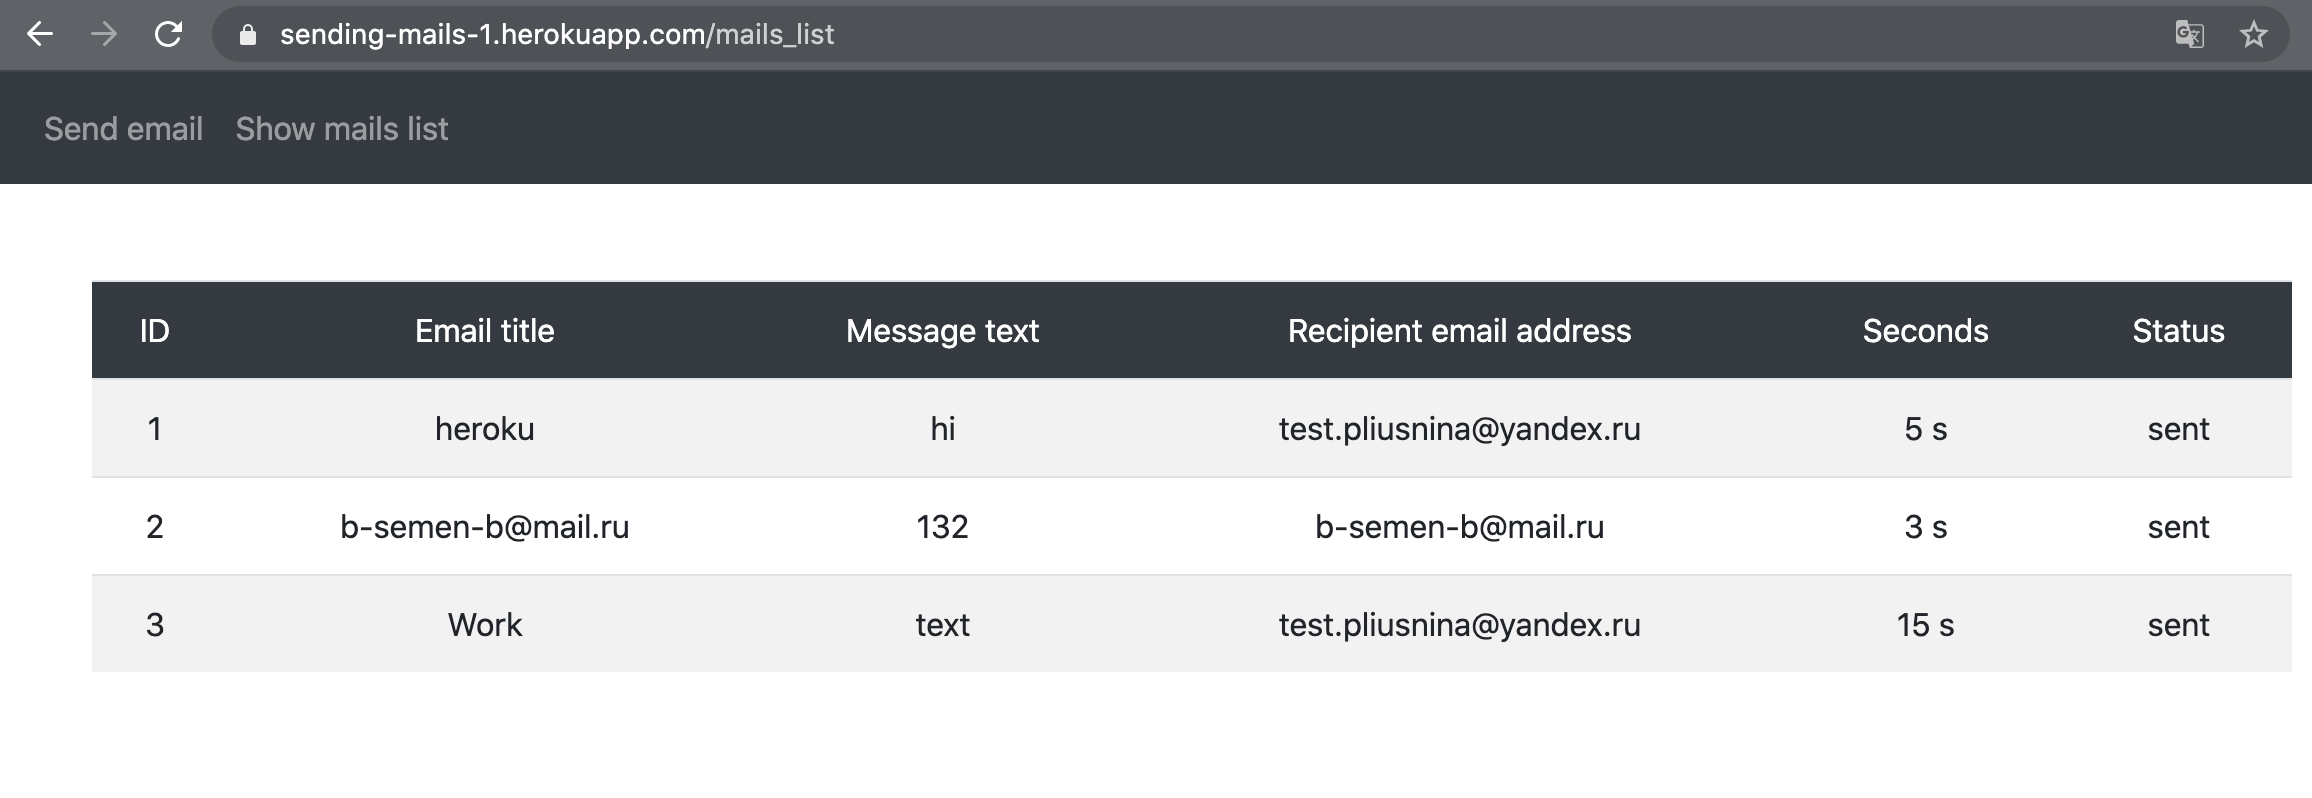 sending-mails-1.herokuapp.com/mails_list
Send email Show mails list
ID Email title Message text Recipient email address Seconds Status
1 heroku hi test.pliusnina@yandex.ru 5 s sent
2 b-semen-b@mail.ru 132 b-semen-b@mail.ru 3 s sent
3 Work text test.pliusnina@yandex.ru 15 s sent